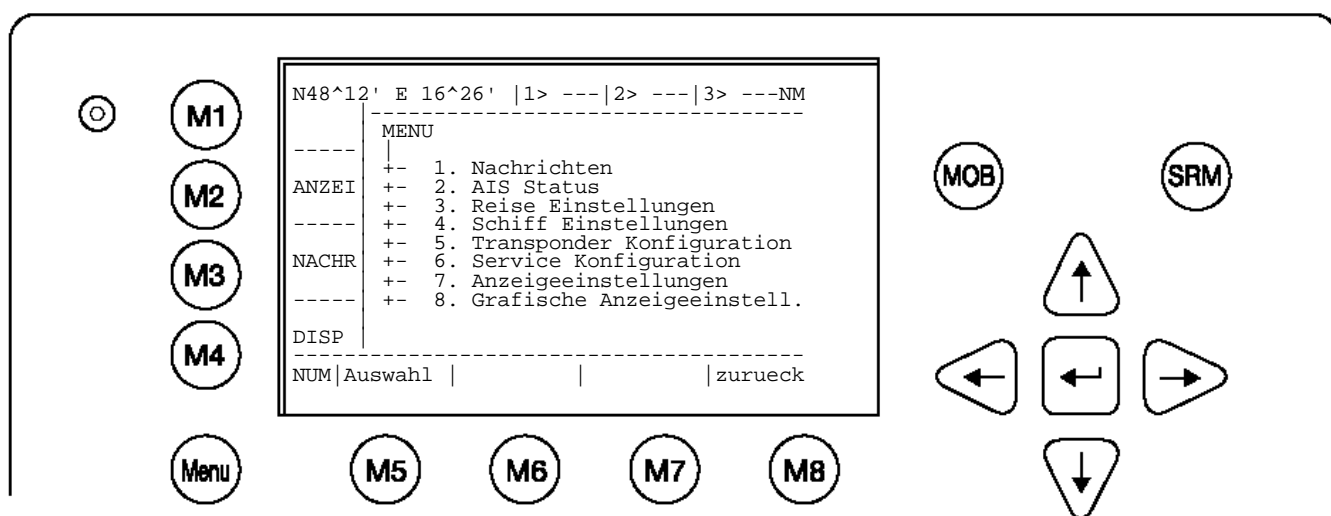 N48^12' E 16^26' |1> ---|2> ---|3> ---NM
MENU
1. Nachrichten
ANZEI +- 2. AIS Status
+- 3. Reise Einstellungen
+- 4. Schiff Einstellungen
+- 5. Transponder Konfiguration
NACHR +- 6. Service Konfiguration
+- 7. Anzeigeeinstellungen
+- 8. Grafische Anzeigeeinstell.
DISP
NUM|Auswahl | | |zurueck
M1
M2
M3
M4
Menu
M5
M6
M7
M8
MOB
SRM